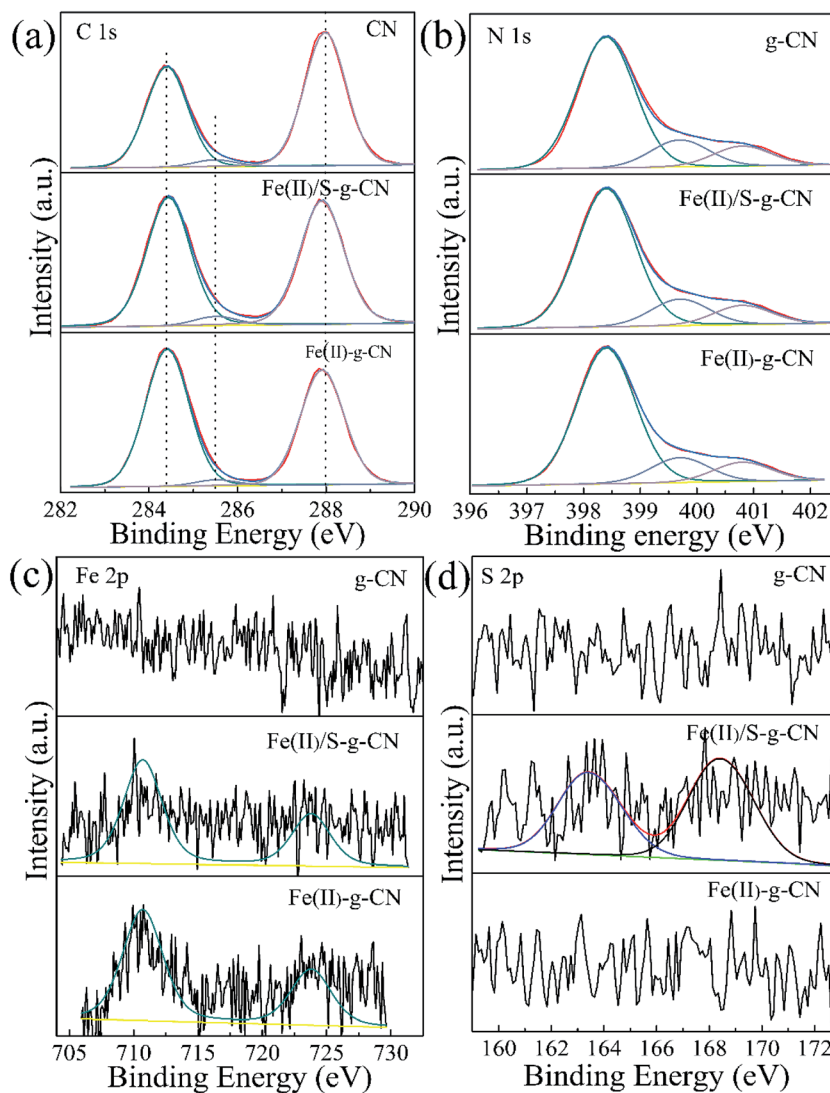 (a) C 1s CN
Fe(II)/S-g-CN
Fe(II)-g-CN
Intensity (a.u.)
282 284 286 288 290
Binding Energy (eV)
(b) N 1s g-CN
Fe(II)/S-g-CN
Fe(II)-g-CN
Intensity (a.u.)
396 397 398 399 400 401 402
Binding energy (eV)
(c) Fe 2p g-CN
Fe(II)/S-g-CN
Fe(II)-g-CN
Intensity (a.u.)
705 710 715 720 725 730
Binding Energy (eV)
(d) S 2p g-CN
Fe(II)/S-g-CN
Fe(II)-g-CN
Intensity (a.u.)
160 162 164 166 168 170 172
Binding Energy (eV)